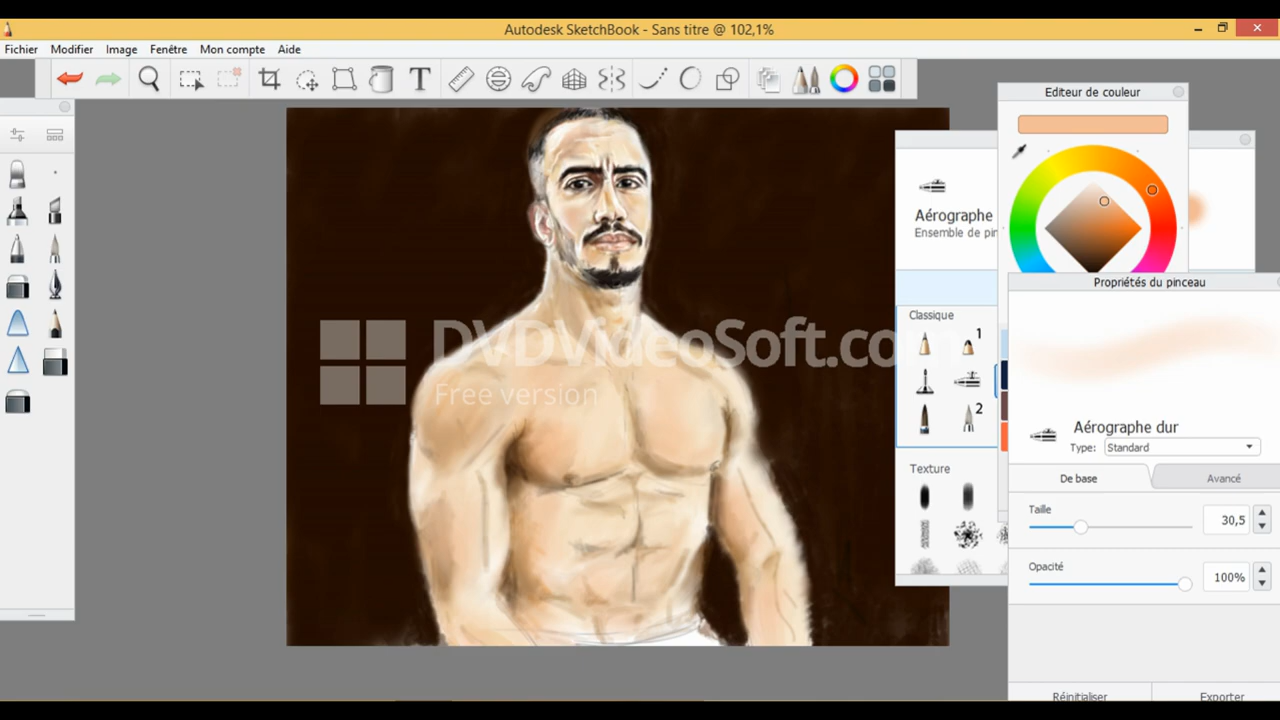 Autodesk SketchBook - Sans titre @ 102,1%
Fichier Modifier Image Fenêtre Mon compte Aide
T
Editeur de couleur
Aérographe
Ensemble de pin
Propriétés du pinceau
Classique
1
2
DVDVideoSoft.com
Free version
Aérographe dur
Type: Standard
Texture
De base Avancé
Taille
30,5
Opacité
100%
Réinitialiser Exporter